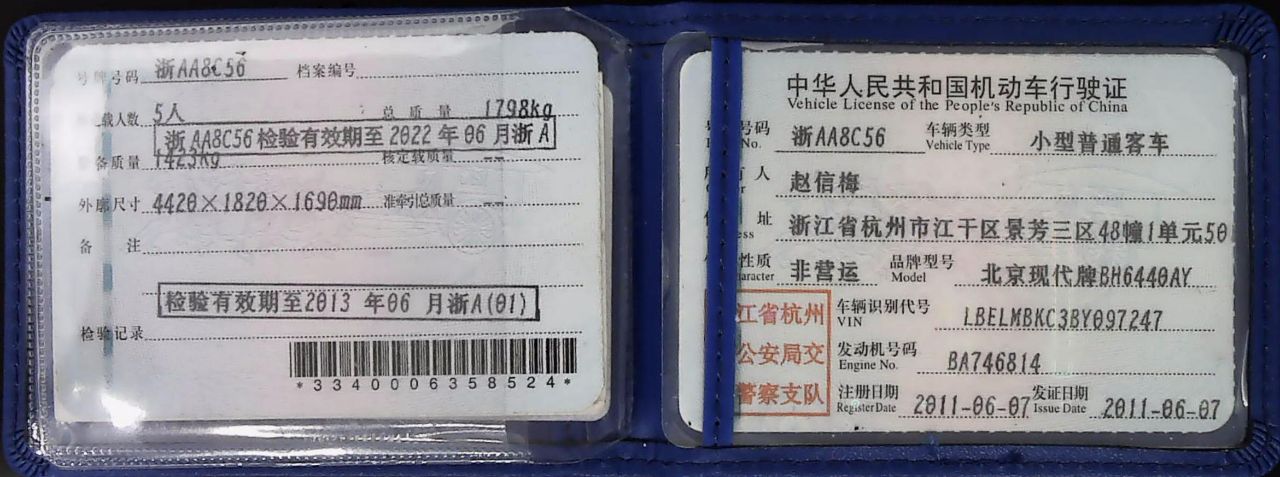 号牌号码 浙AA8C56 档案编号
载人数 5人 总质量 1798kg
浙AA8C56检验有效期至2022年06月浙A
备质量 1425kg 核定载质量 --
外廓尺寸 4420×1820×1690mm 准牵引总质量 --
备 注
检验有效期至2013 年06 月浙A(01)
检验记录
*3340006358524*
中华人民共和国机动车行驶证
Vehicle License of the People's Republic of China
号码 浙AA8C56 车辆类型 小型普通客车
No. Vehicle Type
人 赵信梅
址 浙江省杭州市江干区景芳三区48幢1单元50
性质 非营运 品牌型号 北京现代牌BH6440AY
Model
江省杭州
公安局交
警察支队
车辆识别代号 LBELMBKC3BY097247
VIN
发动机号码 BA746814
Engine No.
注册日期 2011-06-07 发证日期 2011-06-07
Register Date Issue Date